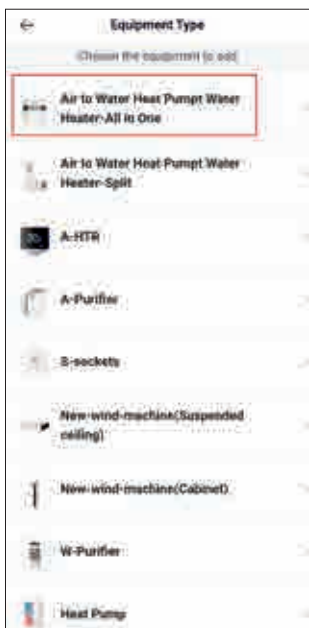 Equipment Type
Choose the equipment to add
Air to Water Heat Pumpt Water
Heater-All in One
Air to Water Heat Pumpt Water
Heater-Split
A-HTR
A-Purifier
S-sockets
New-wind-machine(Suspended
ceiling)
New-wind-machine(Cabinet)
W-Purifier
Heat Pump